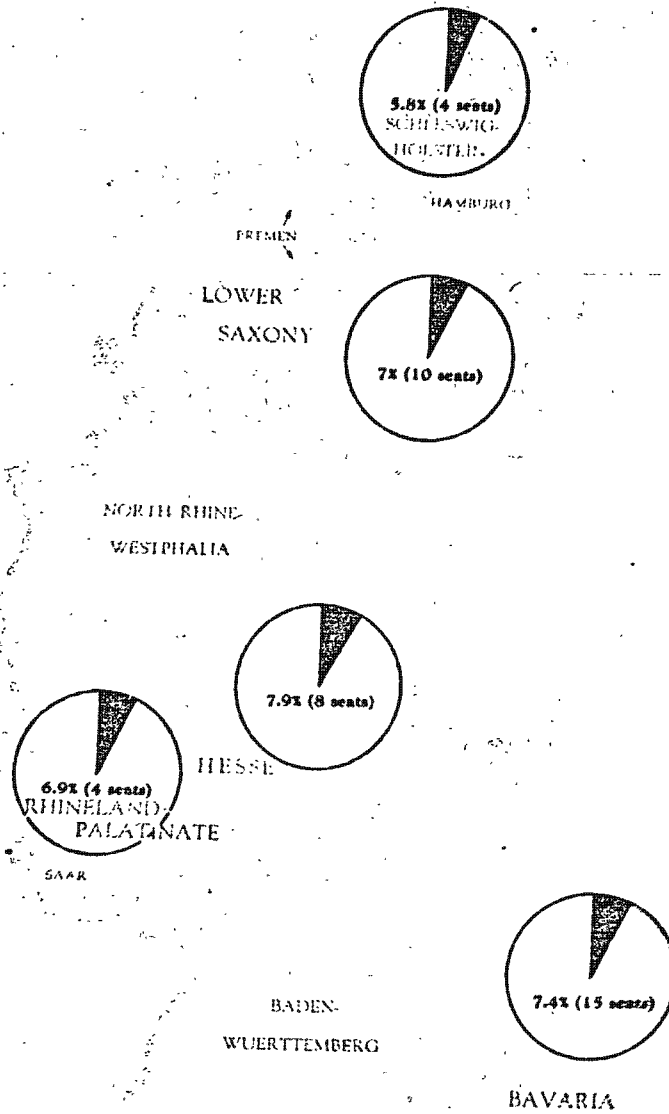 5.8% (4 seats)
SCHLESWIG-
HOLSTEIN
HAMBURG
BREMEN
LOWER
SAXONY
7% (10 seats)
NORTH RHINE-
WESTPHALIA
7.9% (8 seats)
HESSE
6.9% (4 seats)
RHINELAND-
PALATINATE
SAAR
7.4% (15 seats)
BADEN-
WUERTTEMBERG
BAVARIA